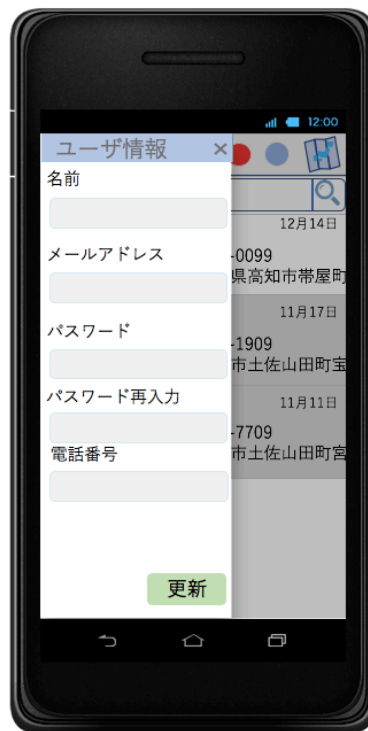 12:00
ユーザ情報 ×
名前
メールアドレス
パスワード
パスワード再入力
電話番号
更新
12月14日
-0099
県高知市帯屋町
11月17日
-1909
市土佐山田町宝
11月11日
-7709
市土佐山田町宮